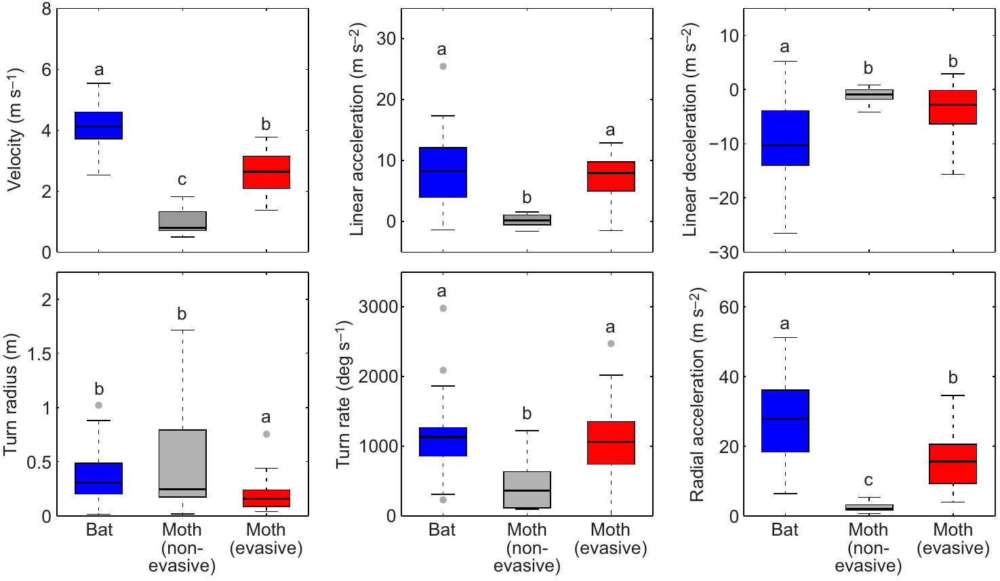 Velocity (m s–1)
8
6
4
2
0
a
c
b
Linear acceleration (m s–2)
30
20
10
0
a
b
a
Linear deceleration (m s–2)
10
0
−10
−20
−30
a
b
b
Turn radius (m)
2
1.5
1
0.5
0
b
b
a
Bat
Moth
(non-
evasive)
Moth
(evasive)
Turn rate (deg s–1)
3000
2000
1000
0
a
b
a
Bat
Moth
(non-
evasive)
Moth
(evasive)
Radial acceleration (m s–2)
60
40
20
0
a
c
b
Bat
Moth
(non-
evasive)
Moth
(evasive)